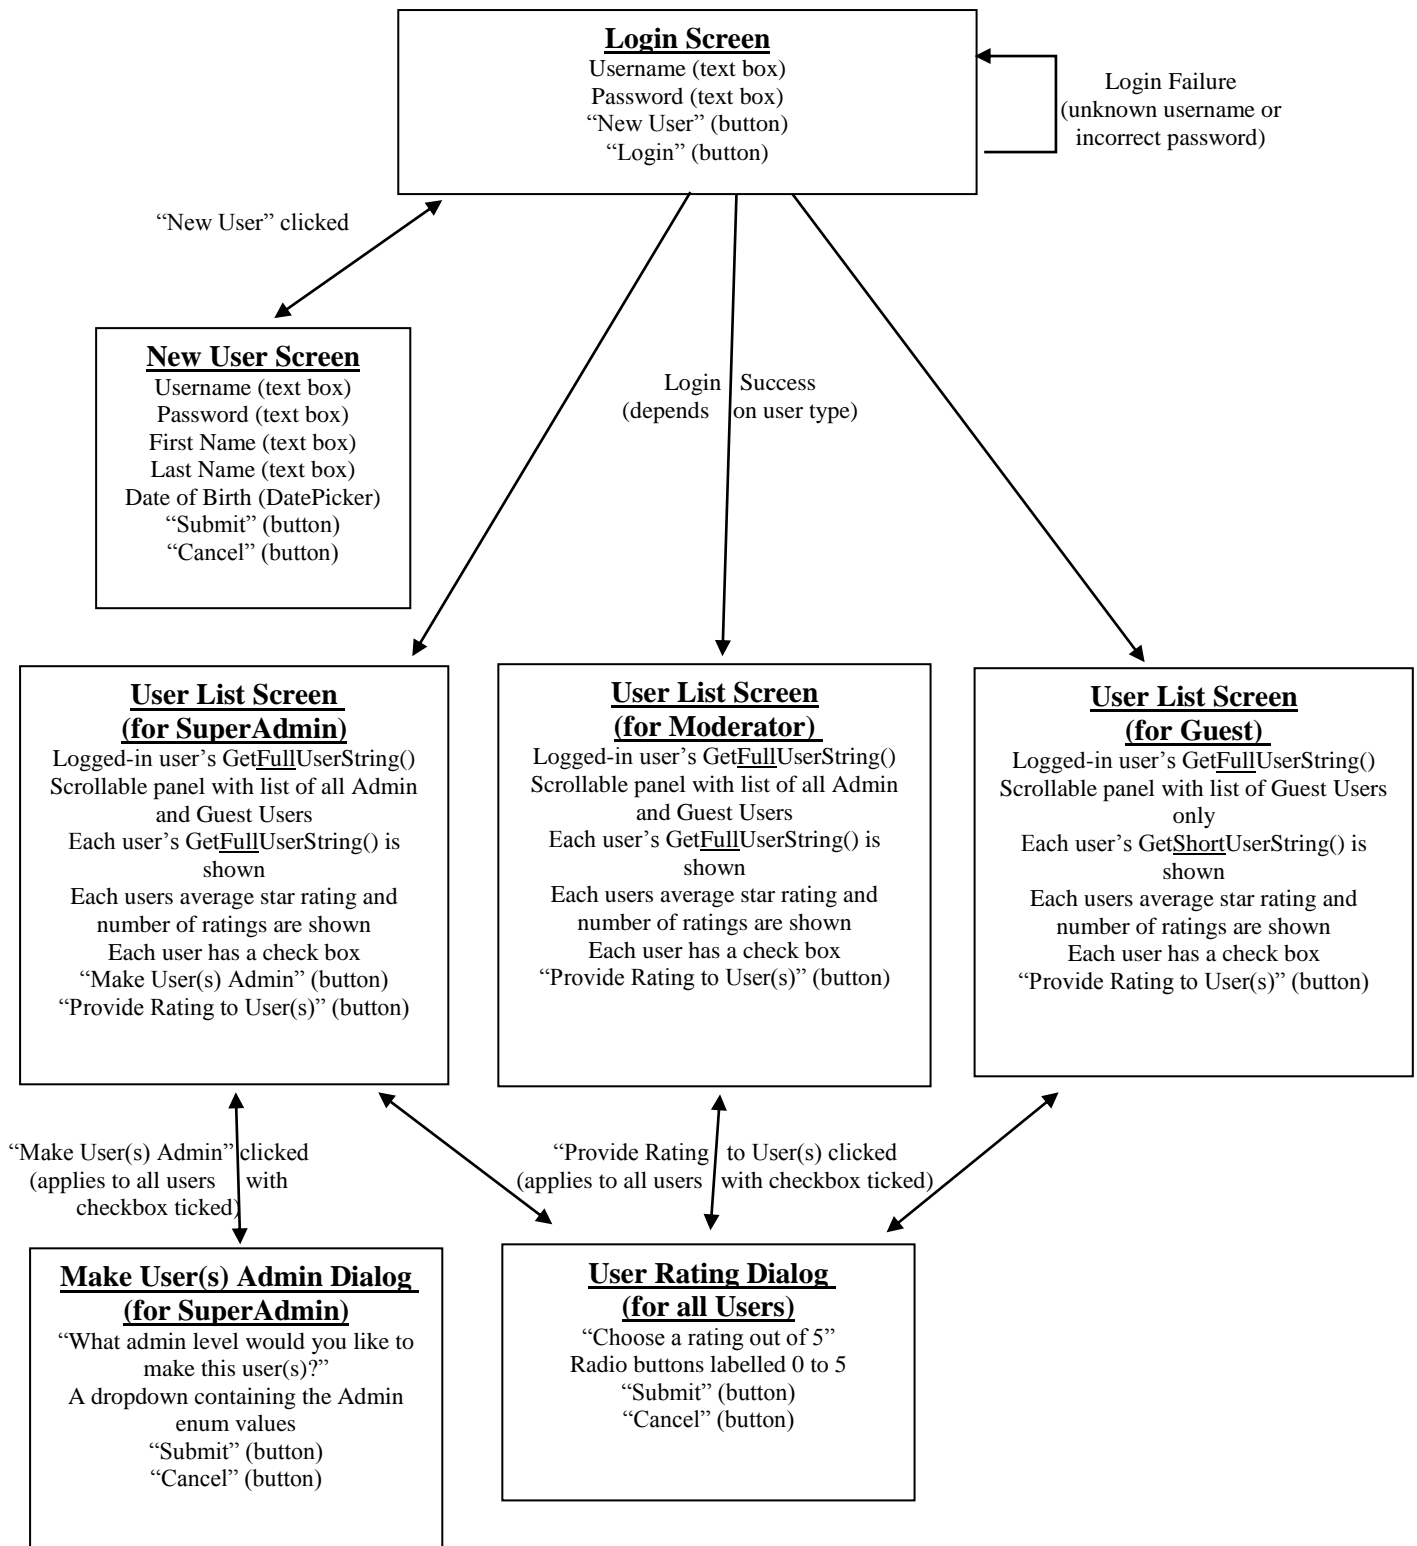 Login Screen
Username (text box)
Password (text box)
“New User” (button)
“Login” (button)
Login Failure
(unknown username or
incorrect password)
“New User” clicked
New User Screen
Username (text box)
Password (text box)
First Name (text box)
Last Name (text box)
Date of Birth (DatePicker)
“Submit” (button)
“Cancel” (button)
Login Success
(depends on user type)
User List Screen
(for SuperAdmin)
Logged-in user’s GetFullUserString()
Scrollable panel with list of all Admin
and Guest Users
Each user’s GetFullUserString() is
shown
Each users average star rating and
number of ratings are shown
Each user has a check box
“Make User(s) Admin” (button)
“Provide Rating to User(s)” (button)
User List Screen
(for Moderator)
Logged-in user’s GetFullUserString()
Scrollable panel with list of all Admin
and Guest Users
Each user’s GetFullUserString() is
shown
Each users average star rating and
number of ratings are shown
Each user has a check box
“Provide Rating to User(s)” (button)
User List Screen
(for Guest)
Logged-in user’s GetFullUserString()
Scrollable panel with list of Guest Users
only
Each user’s GetShortUserString() is
shown
Each users average star rating and
number of ratings are shown
Each user has a check box
“Provide Rating to User(s)” (button)
“Make User(s) Admin” clicked
(applies to all users with
checkbox ticked)
“Provide Rating to User(s) clicked
(applies to all users with checkbox ticked)
Make User(s) Admin Dialog
(for SuperAdmin)
“What admin level would you like to
make this user(s)?”
A dropdown containing the Admin
enum values
“Submit” (button)
“Cancel” (button)
User Rating Dialog
(for all Users)
“Choose a rating out of 5”
Radio buttons labelled 0 to 5
“Submit” (button)
“Cancel” (button)